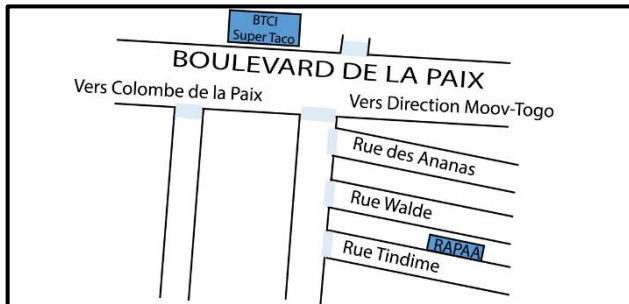 BTCI
Super Taco
BOULEVARD DE LA PAIX
Vers Colombe de la Paix
Vers Direction Moov-Togo
Rue des Ananas
Rue Walde
RAPAA
Rue Tindime